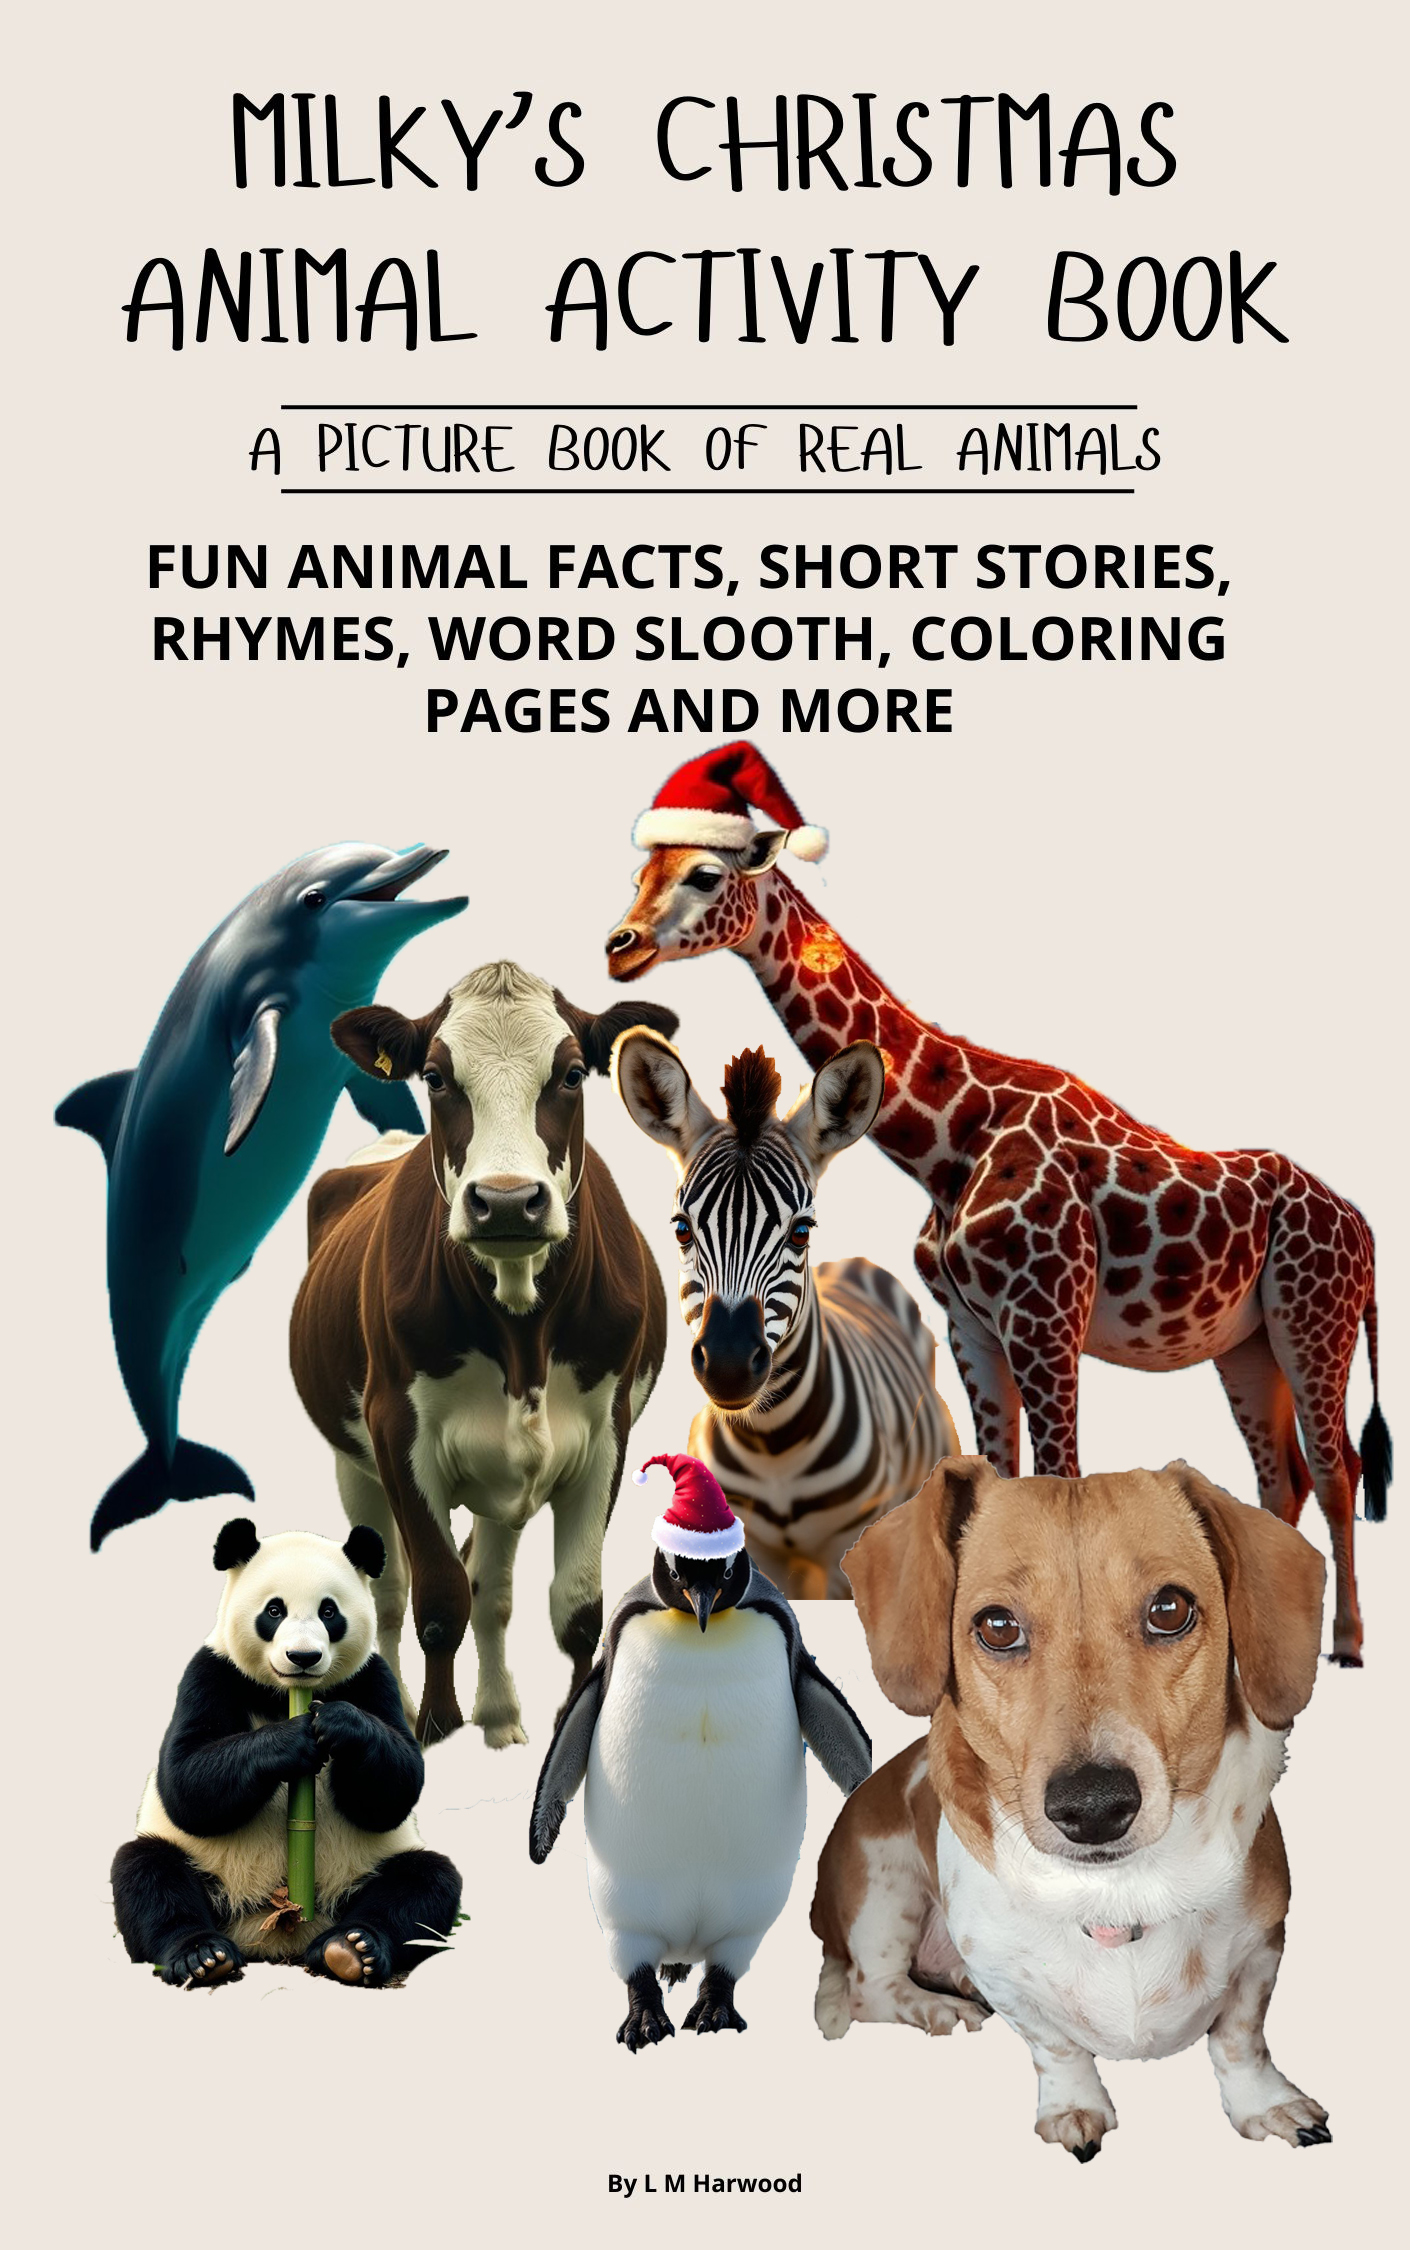 MILKY'S CHRISTMAS
ANIMAL ACTIVITY BOOK
A PICTURE BOOK OF REAL ANIMALS
FUN ANIMAL FACTS, SHORT STORIES,
RHYMES, WORD SLOOTH, COLORING
PAGES AND MORE
By L M Harwood